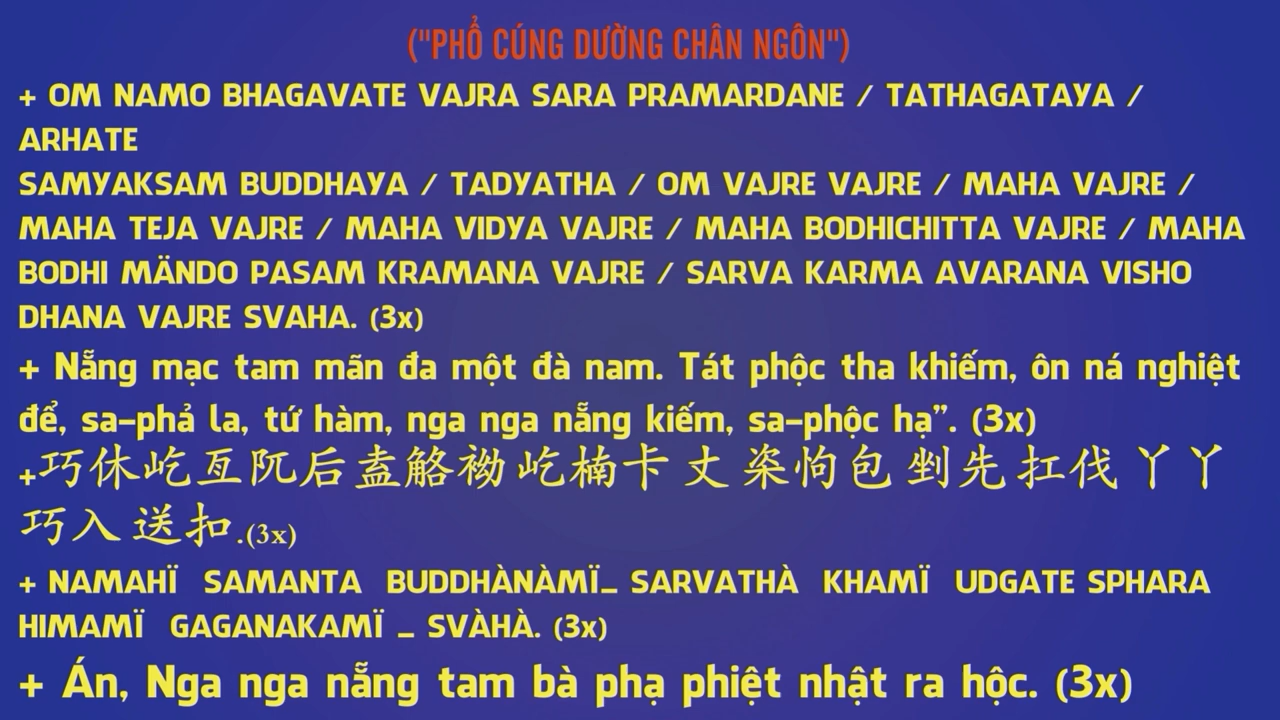 ("PHỔ CÚNG DƯỜNG CHÂN NGÔN")
+ OM NAMO BHAGAVATE VAJRA SARA PRAMARDANE / TATHAGATAYA /
ARHATE
SAMYAKSAM BUDDHAYA / TADYATHA / OM VAJRE VAJRE / MAHA VAJRE /
MAHA TEJA VAJRE / MAHA VIDYA VAJRE / MAHA BODHICHITTA VAJRE / MAHA
BODHI MÄNDO PASAM KRAMANA VAJRE / SARVA KARMA AVARANA VISHO
DHANA VAJRE SVAHA. (3x)
+ Nẵng mạc tam mãn đa một đà nam. Tát phộc tha khiếm, ôn ná nghiệt
để, sa-phả la, tứ hàm, nga nga nẵng kiếm, sa-phộc hạ”. (3x)
+巧休屹亙阢后盍觡袎屹楠卡丈 桼怐包 剉先扛伐 丫丫
巧入送扣.(3x)
+ NAMAHÏ SAMANTA BUDDHÀNÀMÏ_ SARVATHÀ KHAMÏ UDGATE SPHARA
HIMAMÏ GAGANAKAMÏ _ SVÀHÀ. (3x)
+ Án, Nga nga nẵng tam bà phạ phiệt nhật ra hộc. (3x)